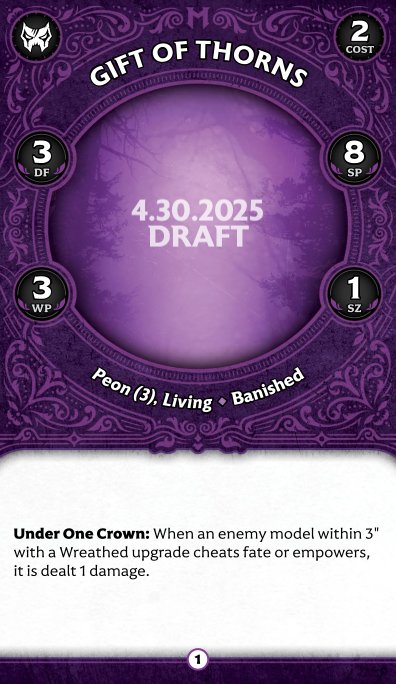 GIFT OF THORNS
2
COST
3
DF
8
SP
4.30.2025
DRAFT
3
WP
1
SZ
Peon (3), Living ◆ Banished
Under One Crown: When an enemy model within 3"
with a Wreathed upgrade cheats fate or empowers,
it is dealt 1 damage.
1